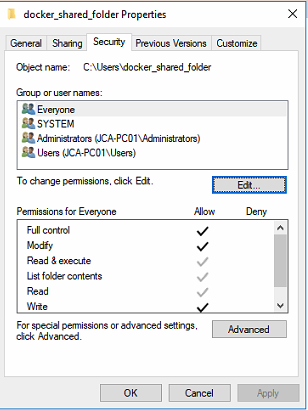 docker_shared_folder Properties
General Sharing Security Previous Versions Customize
Object name: C:\Users\docker_shared_folder
Group or user names:
Everyone
SYSTEM
Administrators (JCA-PC01\Administrators)
Users (JCA-PC01\Users)
To change permissions, click Edit.
Edit...
Permissions for Everyone Allow Deny
Full control
Modify
Read & execute
List folder contents
Read
Write
For special permissions or advanced settings,
click Advanced.
Advanced
OK Cancel Apply